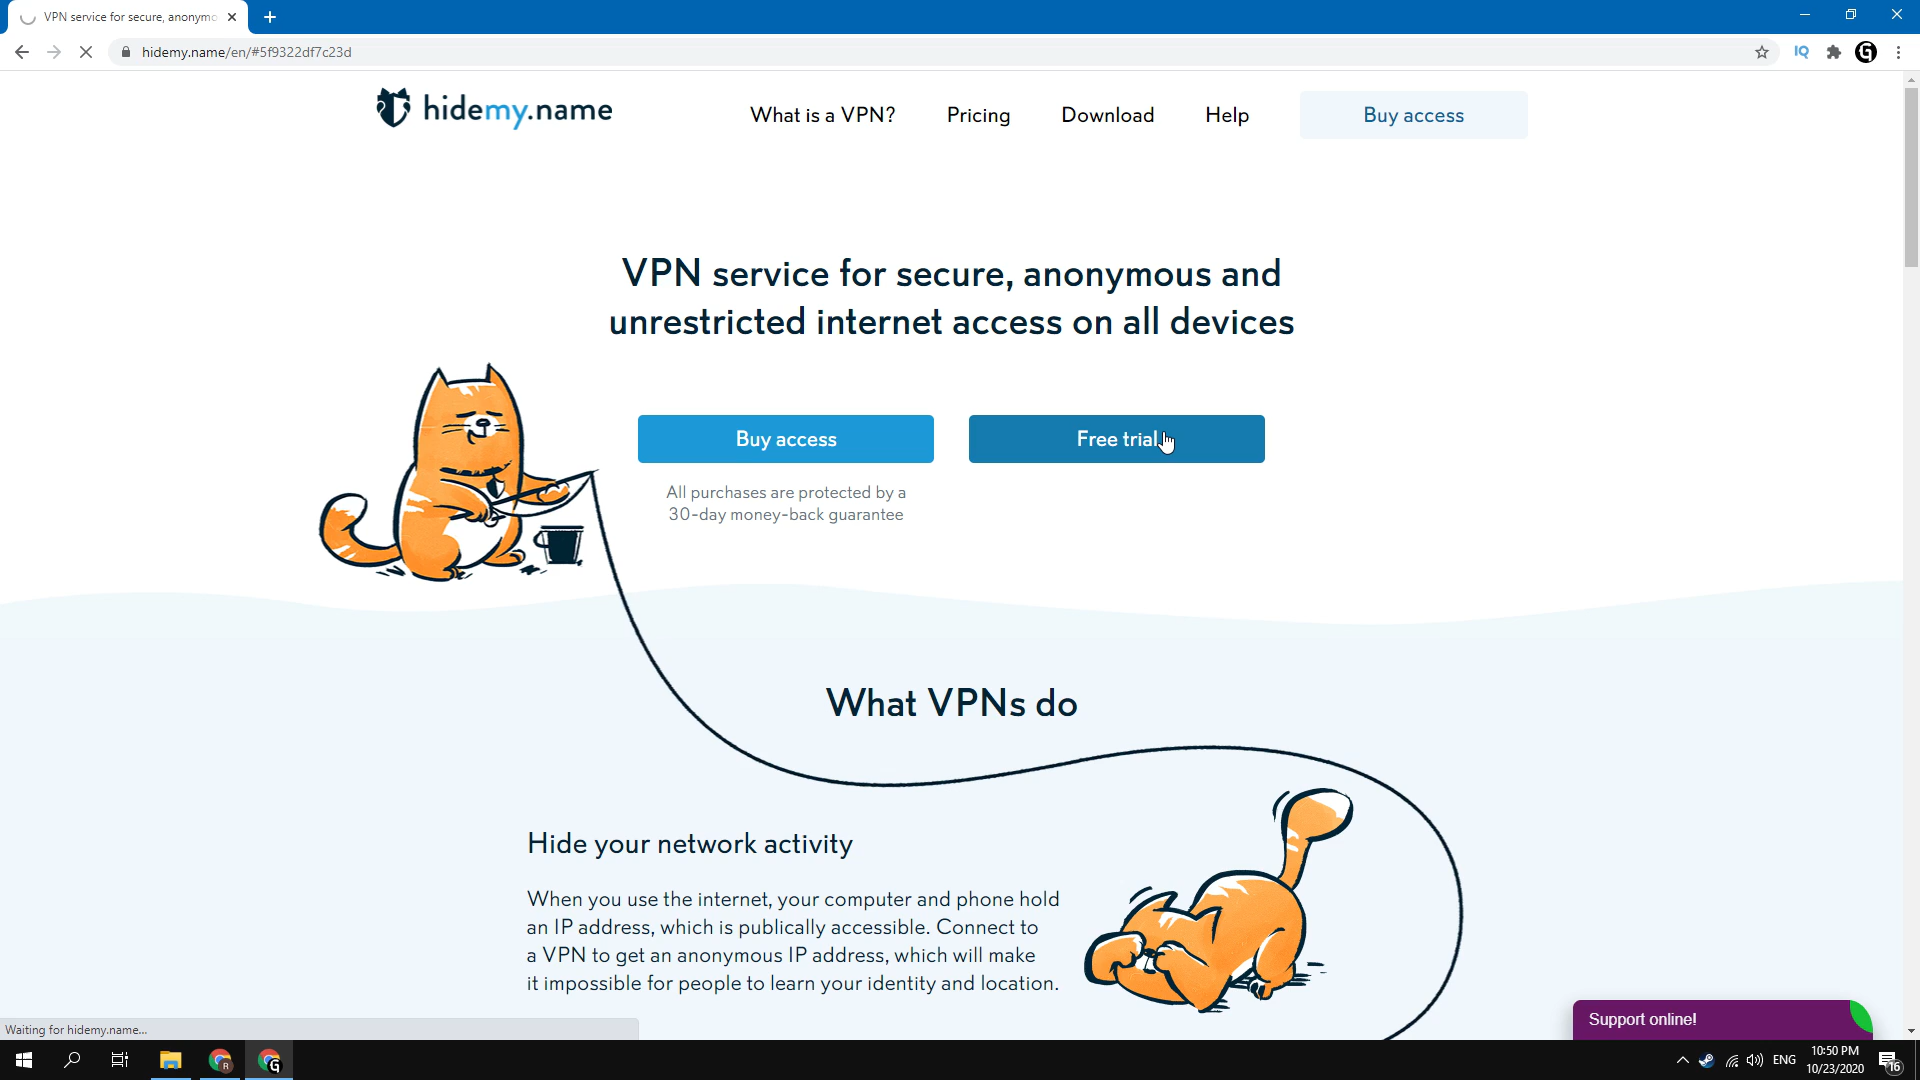 VPN service for secure, anonymo
hidemy.name/en/#5f9322df7c23d
IQ
G
hidemy.name
What is a VPN?
Pricing
Download
Help
Buy access
VPN service for secure, anonymous and
unrestricted internet access on all devices
Buy access
Free trial
All purchases are protected by a
30-day money-back guarantee
What VPNs do
Hide your network activity
When you use the internet, your computer and phone hold
an IP address, which is publically accessible. Connect to
a VPN to get an anonymous IP address, which will make
it impossible for people to learn your identity and location.
Support online!
Waiting for hidemy.name...
R
G
ENG
10:50 PM
10/23/2020
16